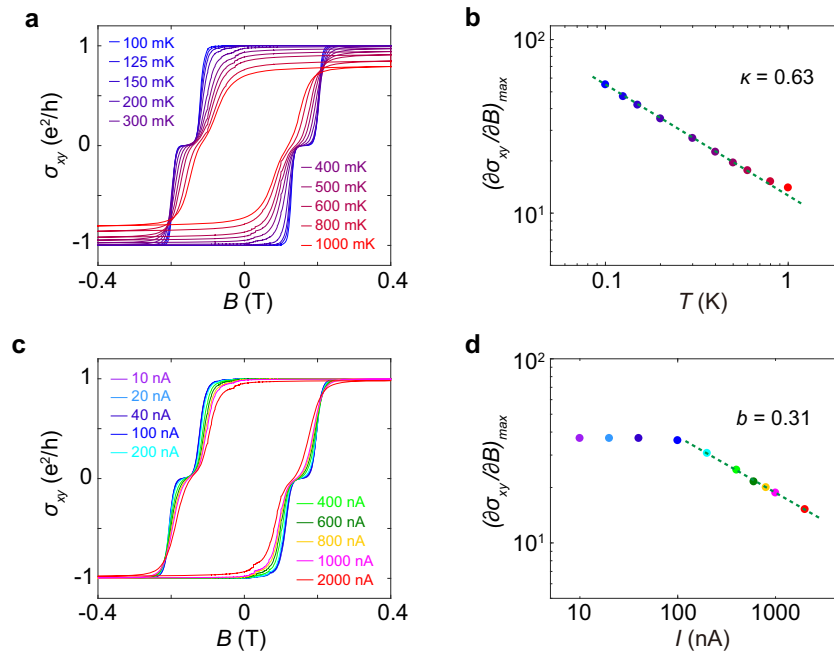 a
σxy (e²/h)
1
0
-1
100 mK
125 mK
150 mK
200 mK
300 mK
400 mK
500 mK
600 mK
800 mK
1000 mK
-0.4
0
0.4
B (T)
b
(∂σxy/∂B)max
10²
10¹
κ = 0.63
0.1
1
T (K)
c
σxy (e²/h)
1
0
-1
10 nA
20 nA
40 nA
100 nA
200 nA
400 nA
600 nA
800 nA
1000 nA
2000 nA
-0.4
0
0.4
B (T)
d
(∂σxy/∂B)max
10²
10¹
b = 0.31
10
100
1000
I (nA)